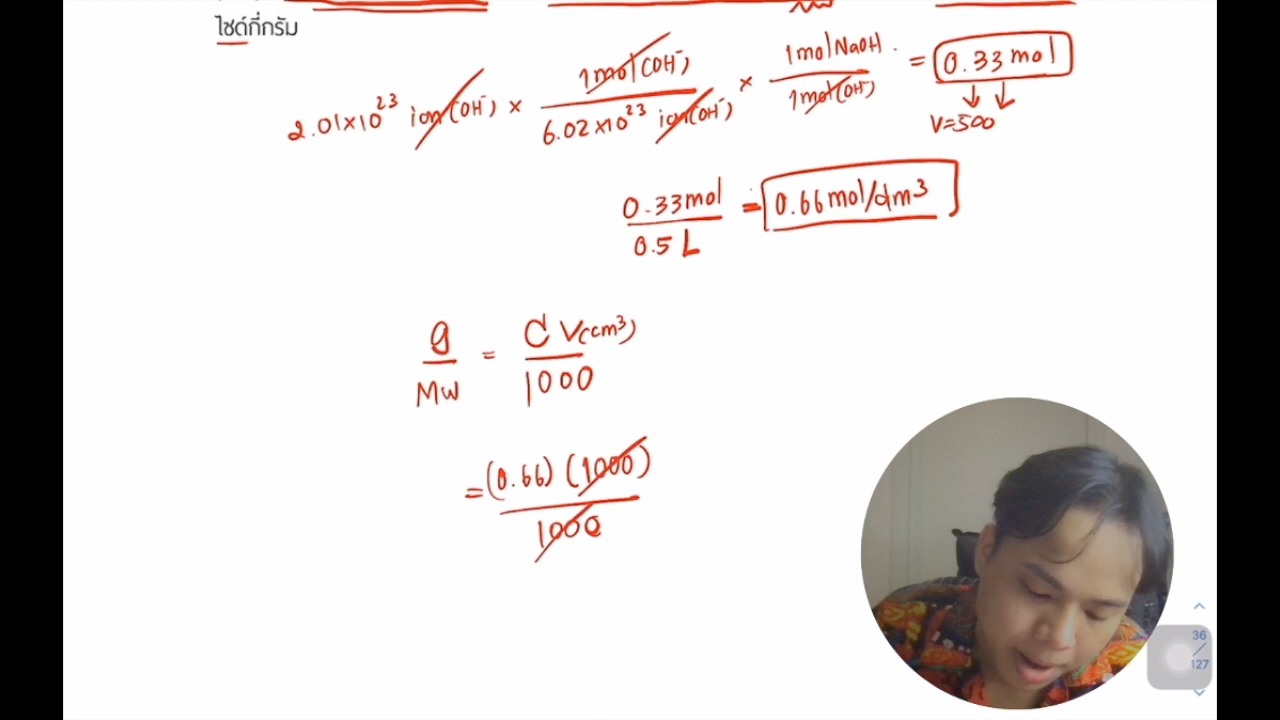 ไซด์กี่กรัม
2.01×10²³ ion(OH⁻) × 1mol(OH⁻) / 6.02×10²³ ion(OH⁻) × 1mol NaOH / 1mol(OH⁻) = 0.33 mol
V=500
0.33mol / 0.5 L = 0.66mol/dm³
g / MW = C V(cm³) / 1000
= (0.66) (1000) / 1000
36 / 127